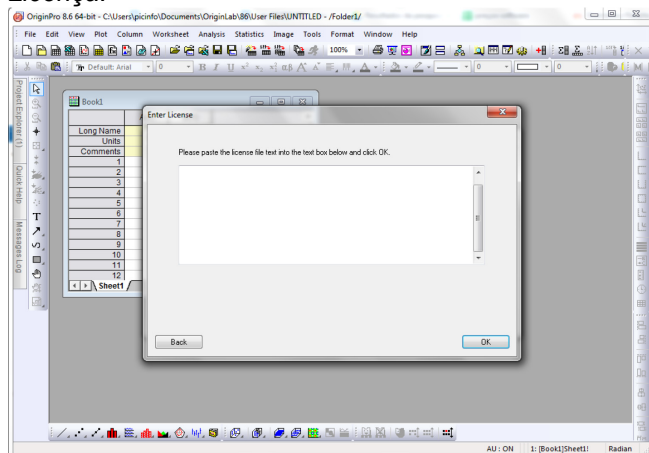 Licença.
OriginPro 8.6 64-bit - C:\Users\picinfo\Documents\OriginLab\86\User Files\UNTITLED - /Folder1/
File Edit View Plot Column Worksheet Analysis Statistics Image Tools Format Window Help
100%
Default: Arial 0 B I U 0 0
Project Explorer (1)
Quick Help
Messages Log
Book1
Long Name
Units
Comments
1
2
3
4
5
6
7
8
9
10
11
12
Sheet1
Enter License
Please paste the license file text into the text box below and click OK.
Back OK
AU : ON 1: [Book1]Sheet1! Radian